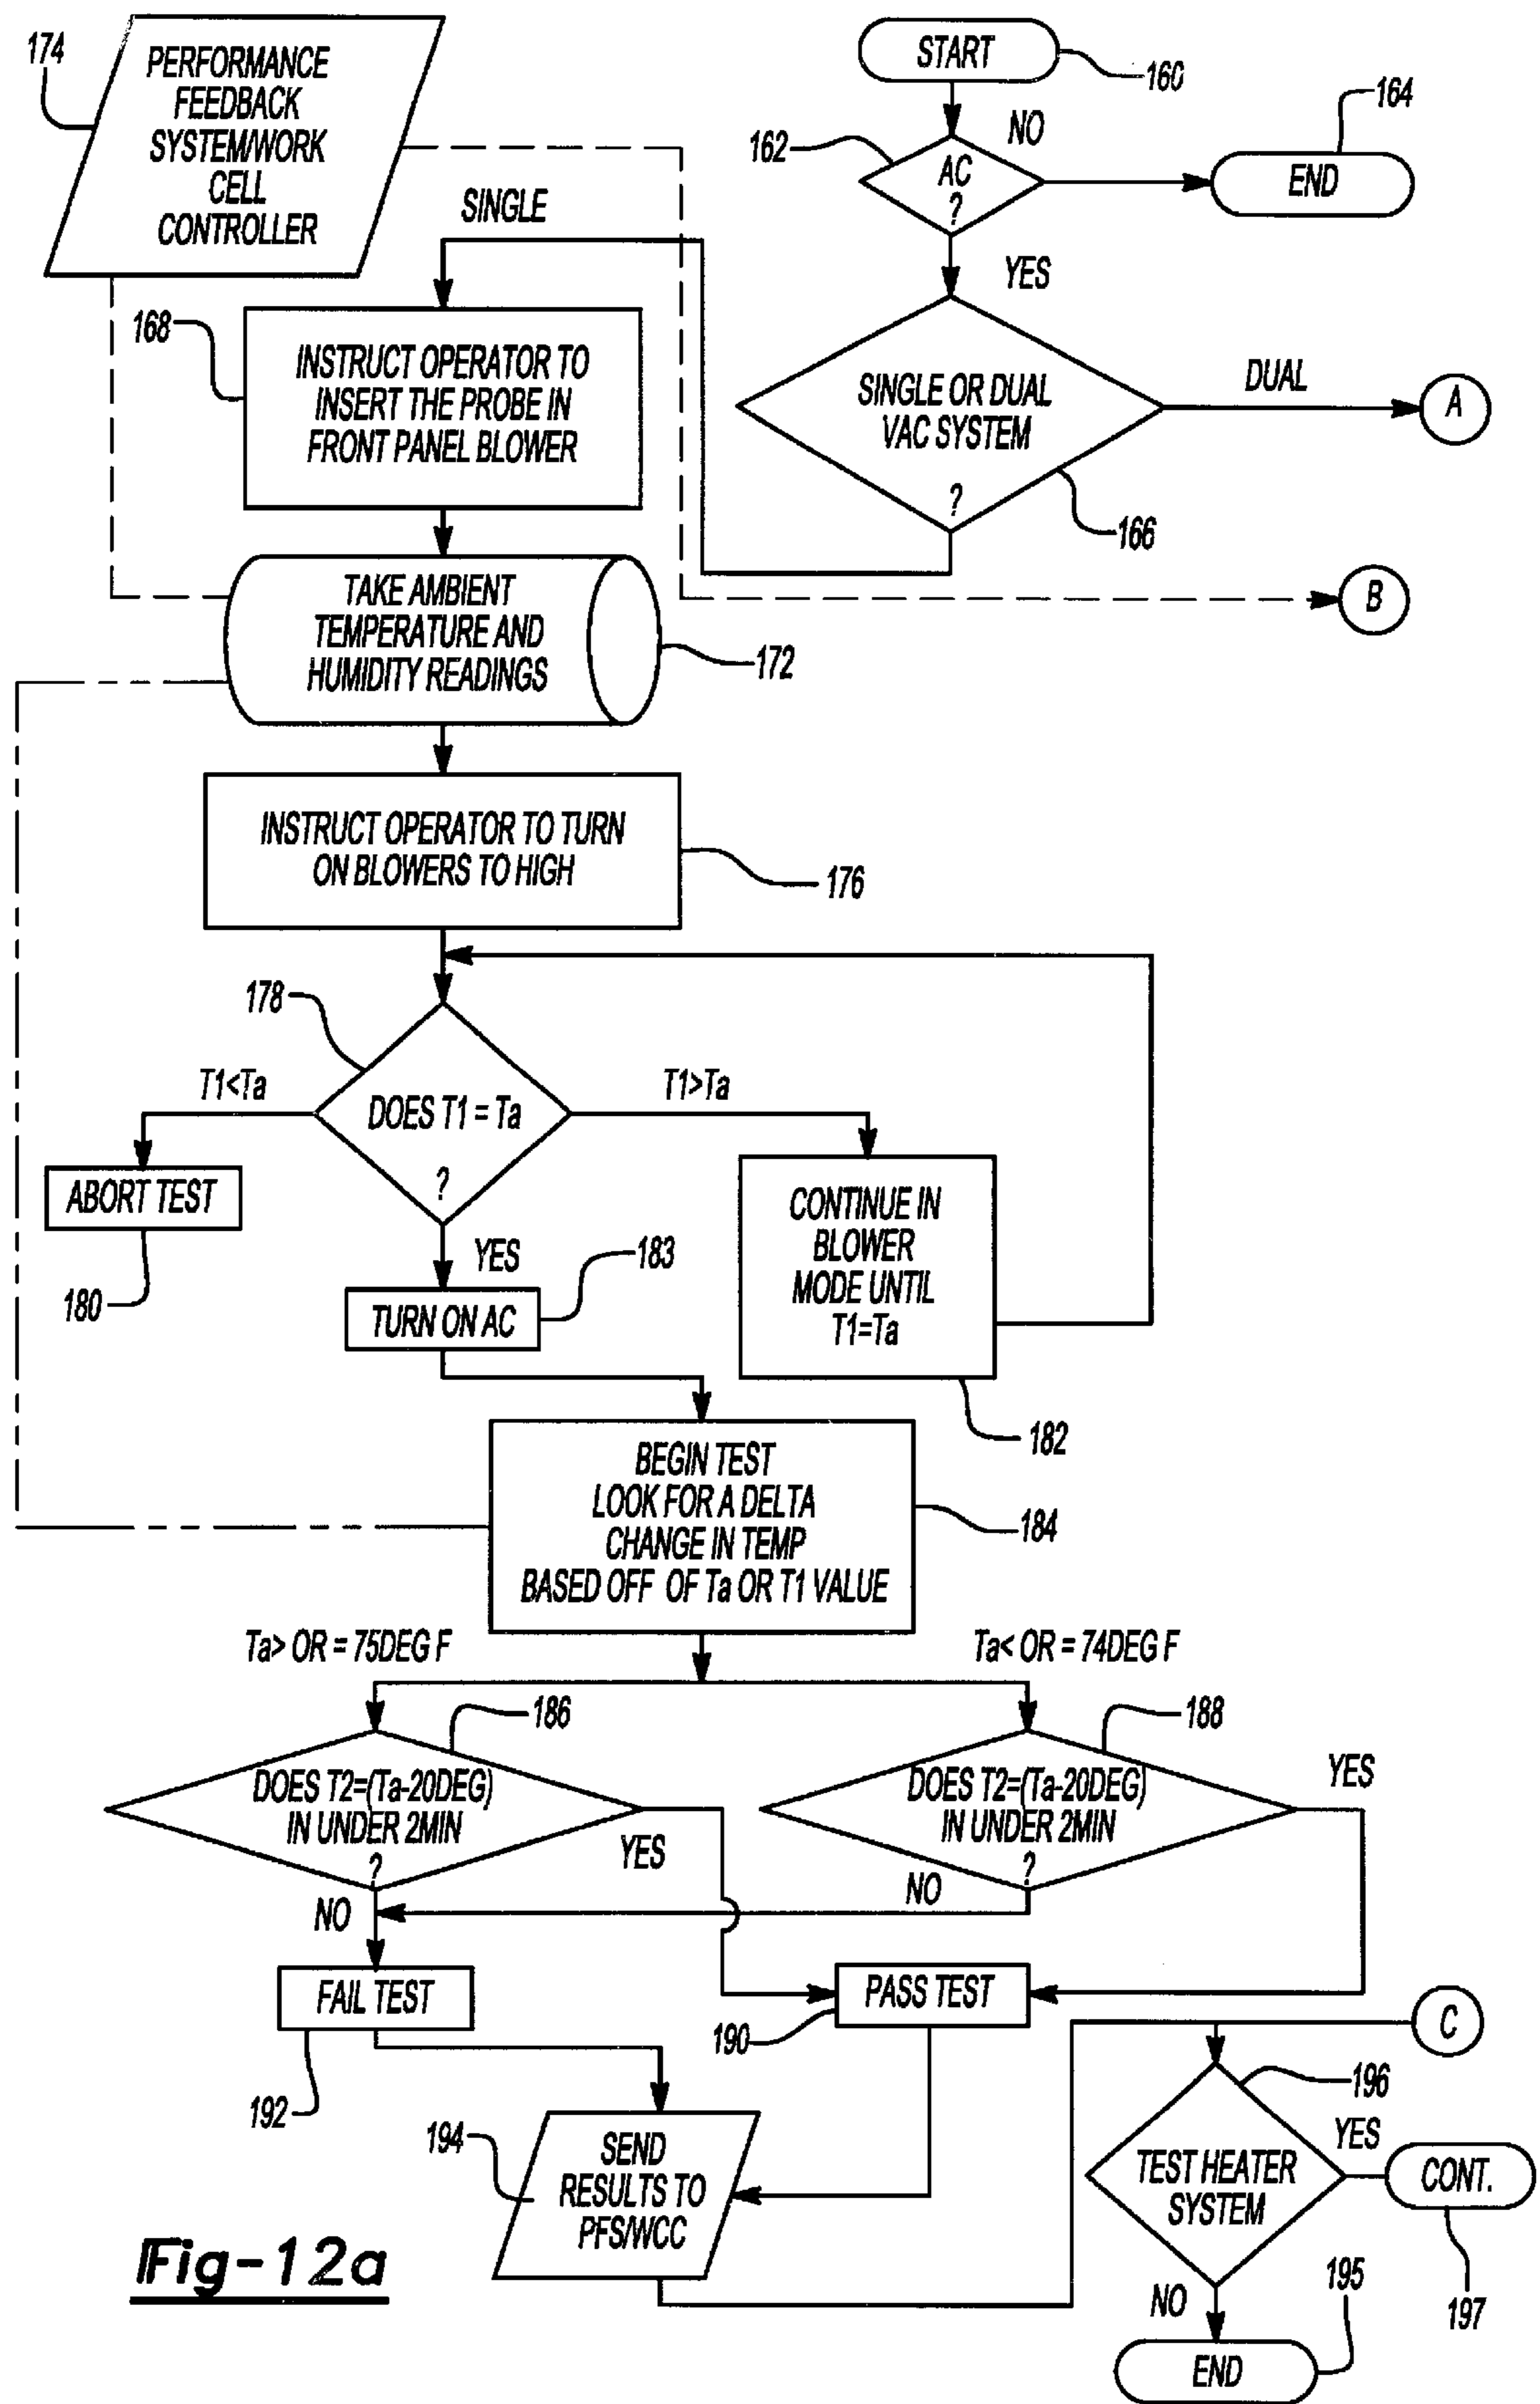 174
PERFORMANCE
FEEDBACK
SYSTEM/WORK
CELL
CONTROLLER
START
160
162
AC
?
NO
164
END
YES
SINGLE
168
INSTRUCT OPERATOR TO
INSERT THE PROBE IN
FRONT PANEL BLOWER
SINGLE OR DUAL
VAC SYSTEM
?
DUAL
A
166
B
TAKE AMBIENT
TEMPERATURE AND
HUMIDITY READINGS
172
INSTRUCT OPERATOR TO TURN
ON BLOWERS TO HIGH
176
178
T1<Ta
DOES T1 = Ta
?
T1>Ta
ABORT TEST
180
YES
183
TURN ON AC
CONTINUE IN
BLOWER
MODE UNTIL
T1=Ta
182
BEGIN TEST
LOOK FOR A DELTA
CHANGE IN TEMP
BASED OFF OF Ta OR T1 VALUE
184
Ta> OR = 75DEG F
Ta< OR = 74DEG F
186
DOES T2=(Ta-20DEG)
IN UNDER 2MIN
?
YES
NO
188
DOES T2=(Ta-20DEG)
IN UNDER 2MIN
?
YES
NO
FAIL TEST
192
PASS TEST
190
C
194
SEND
RESULTS TO
PFS/WCC
196
TEST HEATER
SYSTEM
YES
CONT.
197
NO
195
END
Fig-12a